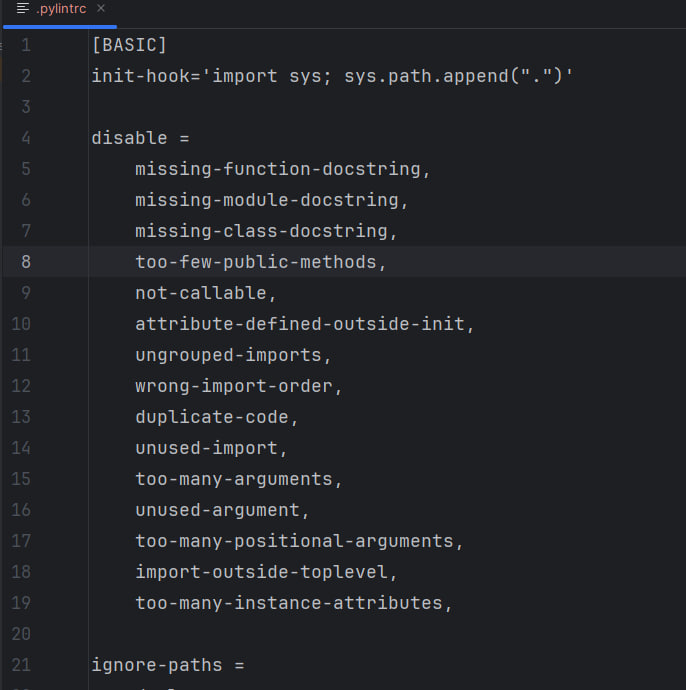 .pylintrc ×
1 [BASIC]
2 init-hook='import sys; sys.path.append(".")'
3
4 disable =
5 missing-function-docstring,
6 missing-module-docstring,
7 missing-class-docstring,
8 too-few-public-methods,
9 not-callable,
10 attribute-defined-outside-init,
11 ungrouped-imports,
12 wrong-import-order,
13 duplicate-code,
14 unused-import,
15 too-many-arguments,
16 unused-argument,
17 too-many-positional-arguments,
18 import-outside-toplevel,
19 too-many-instance-attributes,
20
21 ignore-paths =